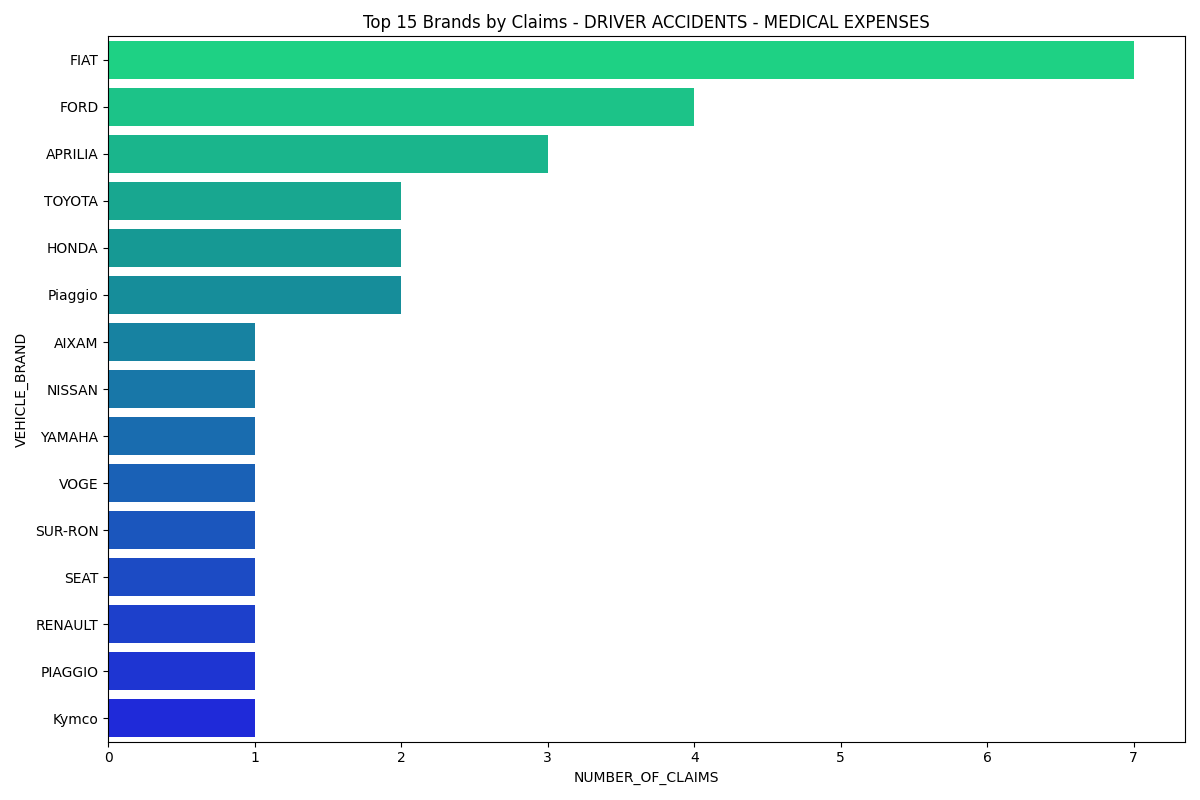 Top 15 Brands by Claims - DRIVER ACCIDENTS - MEDICAL EXPENSES
VEHICLE_BRAND
FIAT
FORD
APRILIA
TOYOTA
HONDA
Piaggio
AIXAM
NISSAN
YAMAHA
VOGE
SUR-RON
SEAT
RENAULT
PIAGGIO
Kymco
0 1 2 3 4 5 6 7
NUMBER_OF_CLAIMS